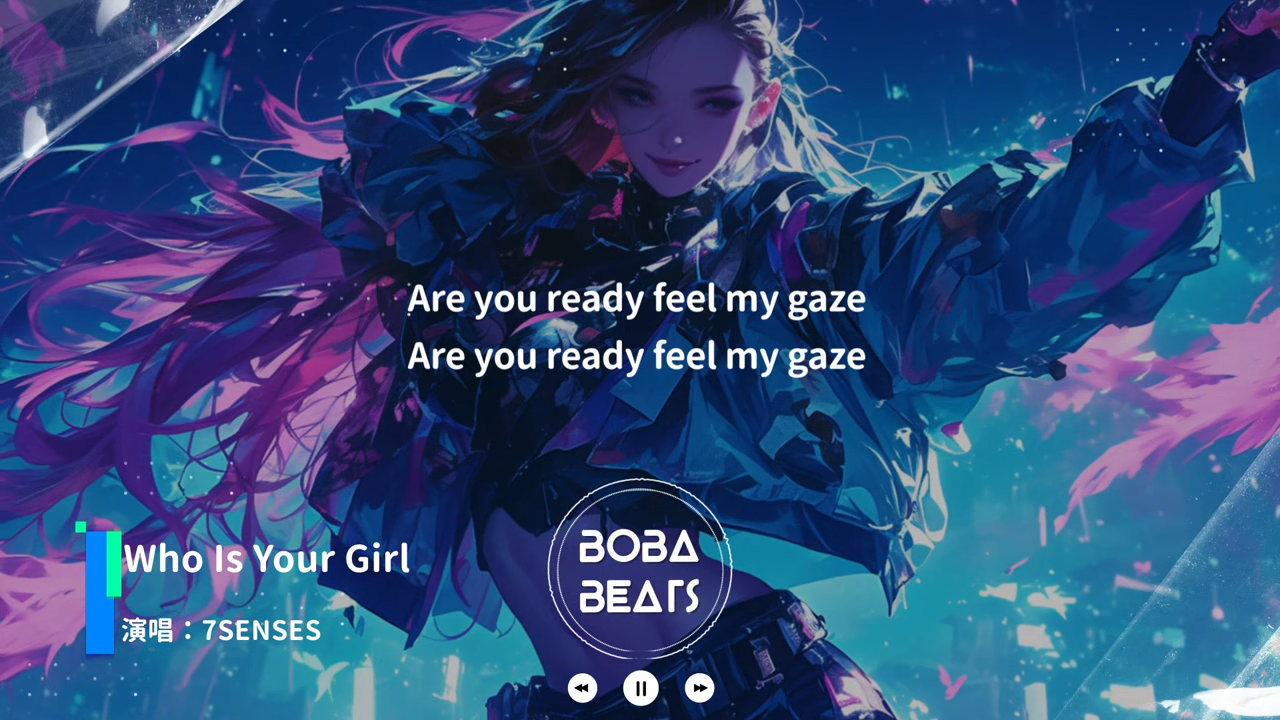 Are you ready feel my gaze
Are you ready feel my gaze
Who Is Your Girl
演唱：7SENSES
BOBA
BEATS